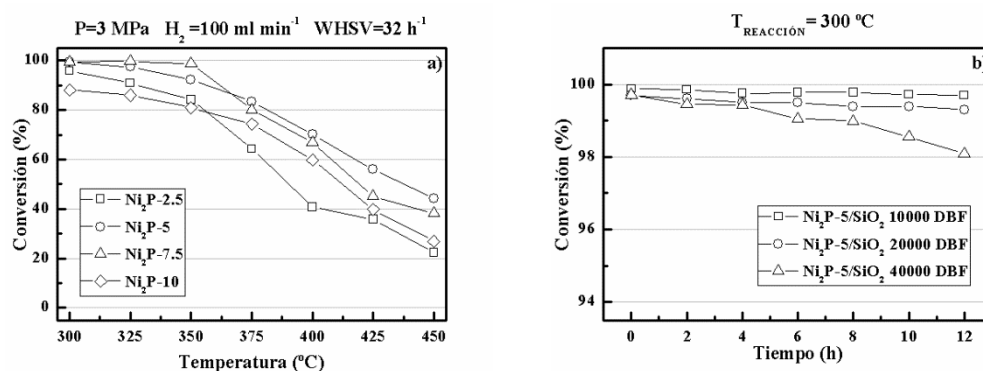 P=3 MPa H₂ =100 ml min⁻¹ WHSV=32 h⁻¹
a)
100
80
60
40
20
0
Conversión (%)
Ni₂P-2.5
Ni₂P-5
Ni₂P-7.5
Ni₂P-10
300 325 350 375 400 425 450
Temperatura (ºC)
T_REACCIÓN = 300 ºC
b)
100
98
96
94
Conversión (%)
Ni₂P-5/SiO₂ 10000 DBF
Ni₂P-5/SiO₂ 20000 DBF
Ni₂P-5/SiO₂ 40000 DBF
0 2 4 6 8 10 12
Tiempo (h)